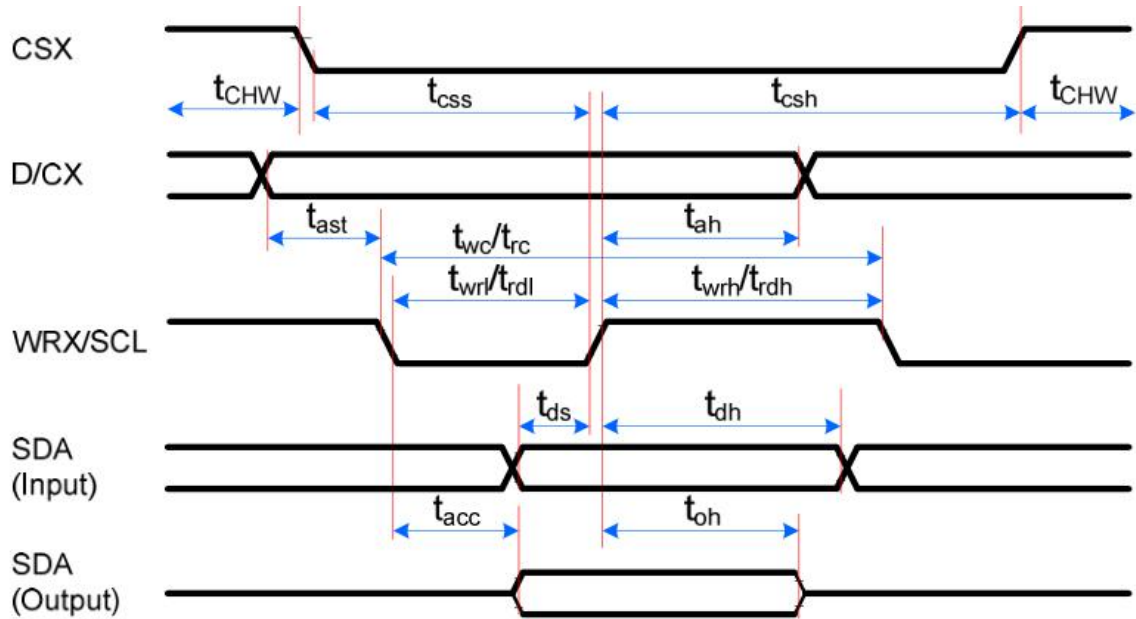 CSX
tCHW
tcss
tcsh
tCHW
D/CX
tast
tah
twc/trc
twrl/trdl
twrh/trdh
WRX/SCL
tds
tdh
SDA
(Input)
tacc
toh
SDA
(Output)